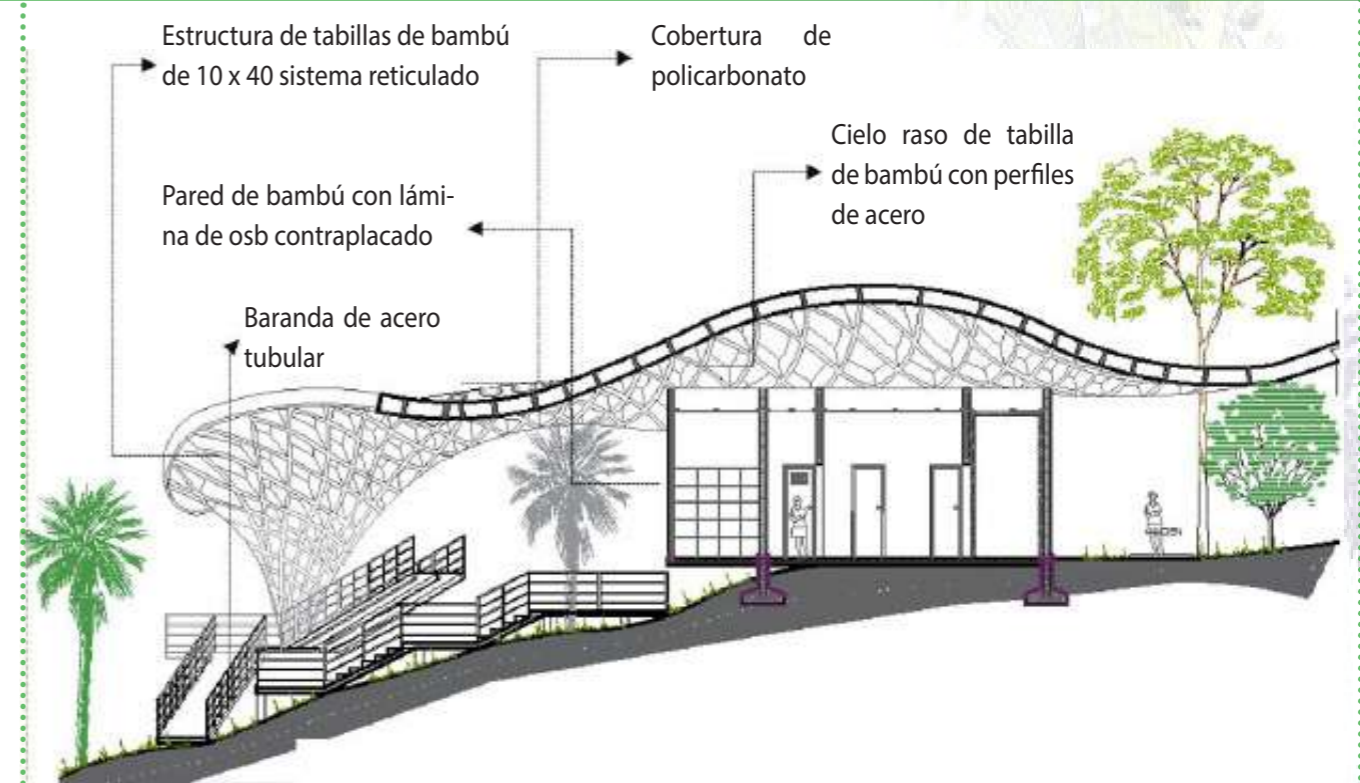 Estructura de tabillas de bambú
de 10 x 40 sistema reticulado
Cobertura de
policarbonato
Cielo raso de tabilla
de bambú con perfiles
de acero
Pared de bambú con lámi-
na de osb contraplacado
Baranda de acero
tubular